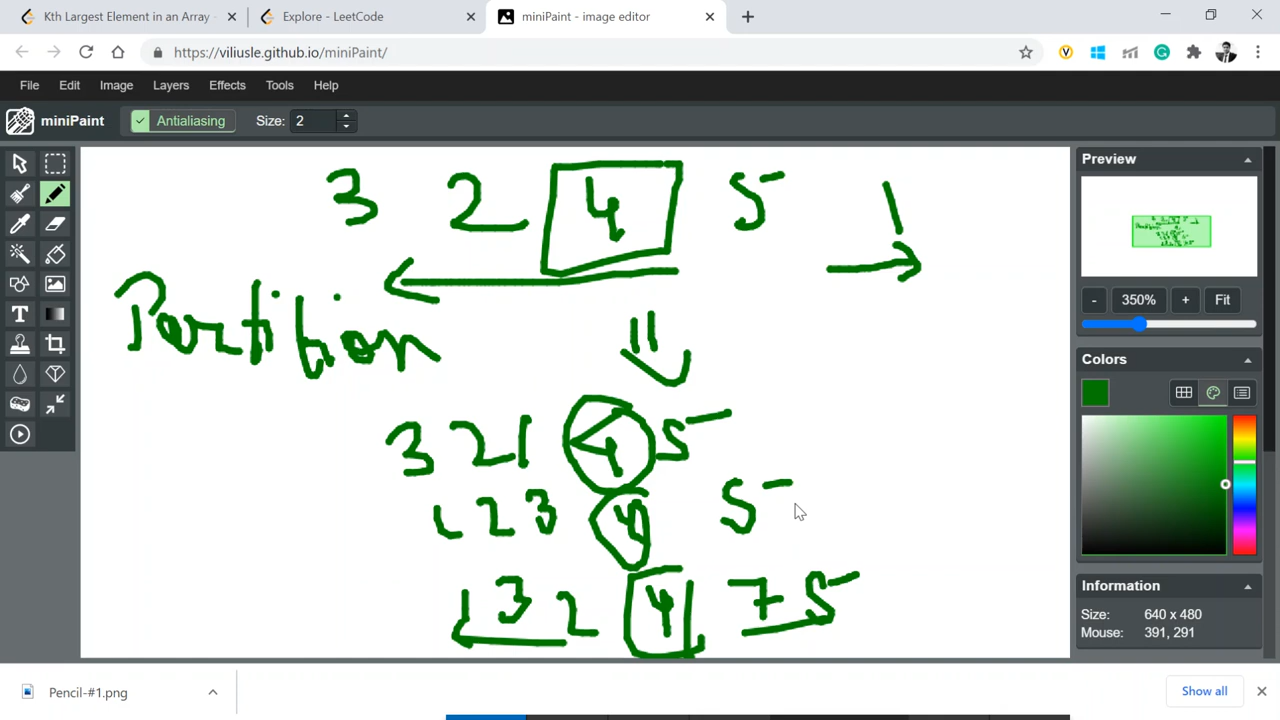 Kth Largest Element in an Array
Explore - LeetCode
miniPaint - image editor
https://viliusle.github.io/miniPaint/
File Edit Image Layers Effects Tools Help
miniPaint Antialiasing Size: 2
3 2 4 5 1
Partition
3 2 1 4 5
1 2 3 4 5
1 3 2 4 7 5
Preview
- 350% + Fit
Colors
Information
Size: 640 x 480
Mouse: 391, 291
Pencil-#1.png
Show all